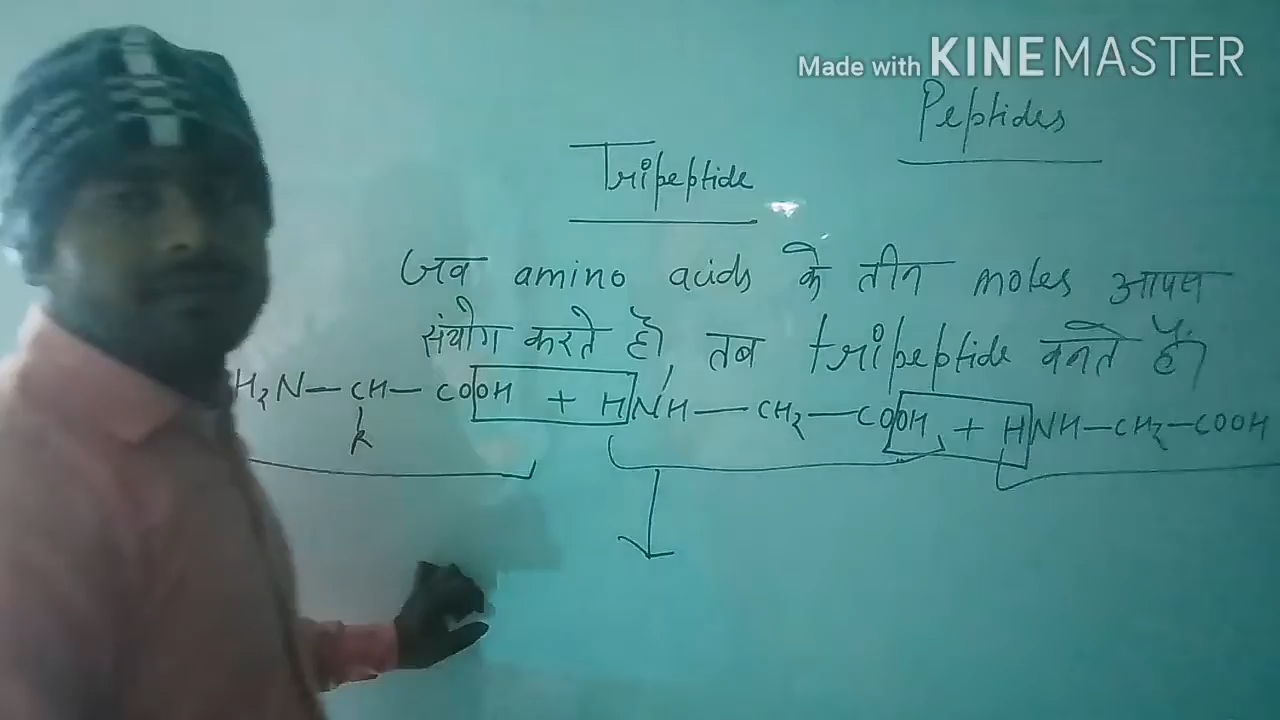 Made with KINEMASTER
Peptides
Tripeptide
जब amino acids के तीन moles आपस
संयोग करते है, तब tripeptide बनते हैं।
H₂N—CH—COOH + HNH—CH₂—COOH + HNH—CH₂—COOH
R